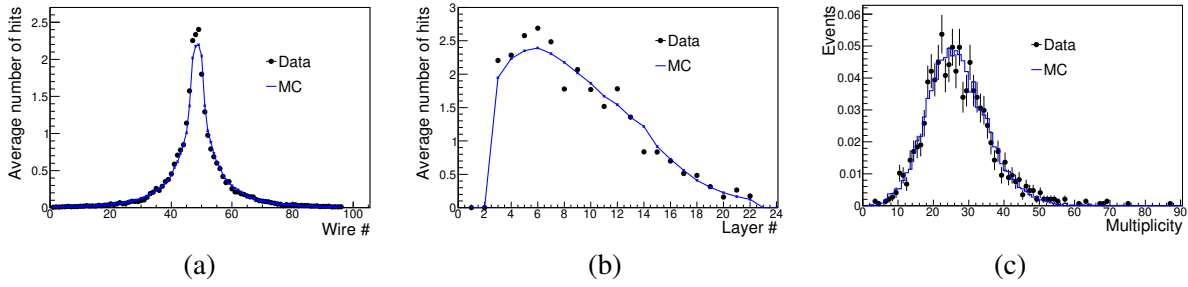 Average number of hits
2.5
2
1.5
1
0.5
0 20 40 60 80 100
Wire #
Data
MC
(a)
Average number of hits
3
2.5
2
1.5
1
0.5
0
0 2 4 6 8 10 12 14 16 18 20 22 24
Layer #
Data
MC
(b)
Events
0.06
0.05
0.04
0.03
0.02
0.01
0.00
0 10 20 30 40 50 60 70 80 90
Multiplicity
Data
MC
(c)